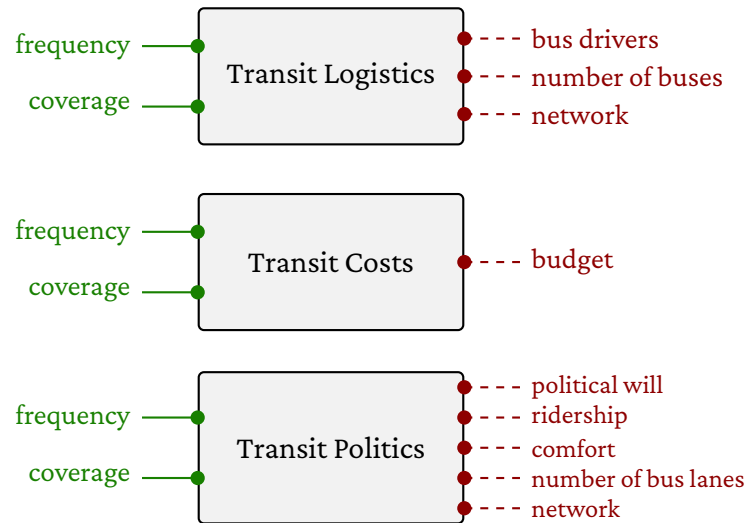 frequency
coverage
Transit Logistics
bus drivers
number of buses
network
frequency
coverage
Transit Costs
budget
frequency
coverage
Transit Politics
political will
ridership
comfort
number of bus lanes
network